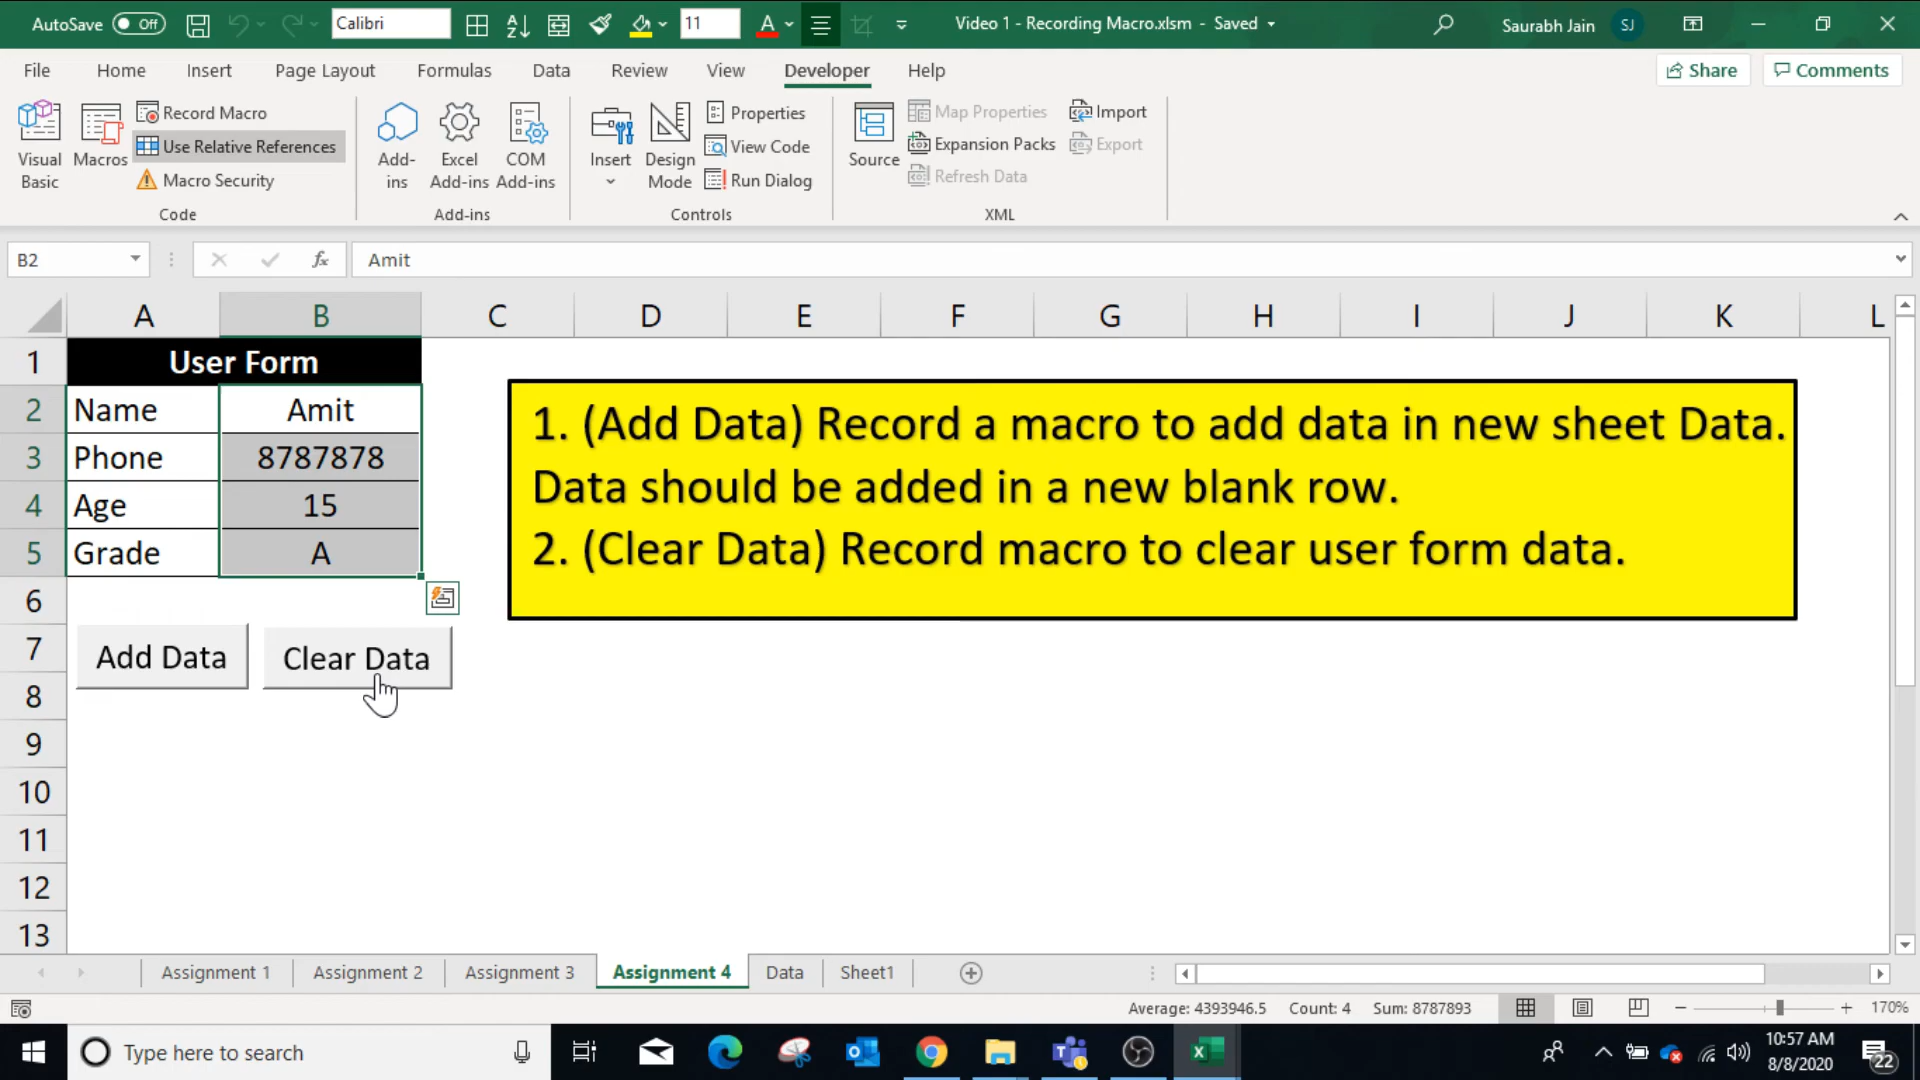 AutoSave Off Calibri 11 Video 1 - Recording Macro.xlsm - Saved Saurabh Jain SJ
File Home Insert Page Layout Formulas Data Review View Developer Help Share Comments
Visual Basic
Macros
Record Macro
Use Relative References
Macro Security
Code
Add-ins
Excel Add-ins
COM Add-ins
Add-ins
Insert
Design Mode
Properties
View Code
Run Dialog
Controls
Source
Map Properties
Expansion Packs
Refresh Data
Import
Export
XML
B2 fx Amit
A B C D E F G H I J K L
1 User Form
2 Name Amit
3 Phone 8787878
4 Age 15
5 Grade A
6
7
8
9
10
11
12
13
Add Data Clear Data
1. (Add Data) Record a macro to add data in new sheet Data.
Data should be added in a new blank row.
2. (Clear Data) Record macro to clear user form data.
Assignment 1 Assignment 2 Assignment 3 Assignment 4 Data Sheet1
Average: 4393946.5 Count: 4 Sum: 8787893 170%
Type here to search
10:57 AM
8/8/2020
22